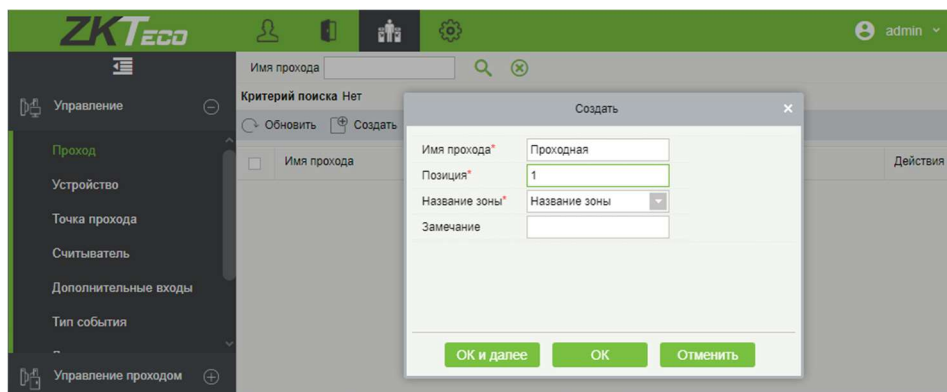 ZKTECO
admin
Имя прохода
Критерий поиска Нет
Обновить Создать
Имя прохода Действия
Управление
Проход
Устройство
Точка прохода
Считыватель
Дополнительные входы
Тип события
Управление проходом
Создать
Имя прохода* Проходная
Позиция* 1
Название зоны* Название зоны
Замечание
ОК и далее ОК Отменить